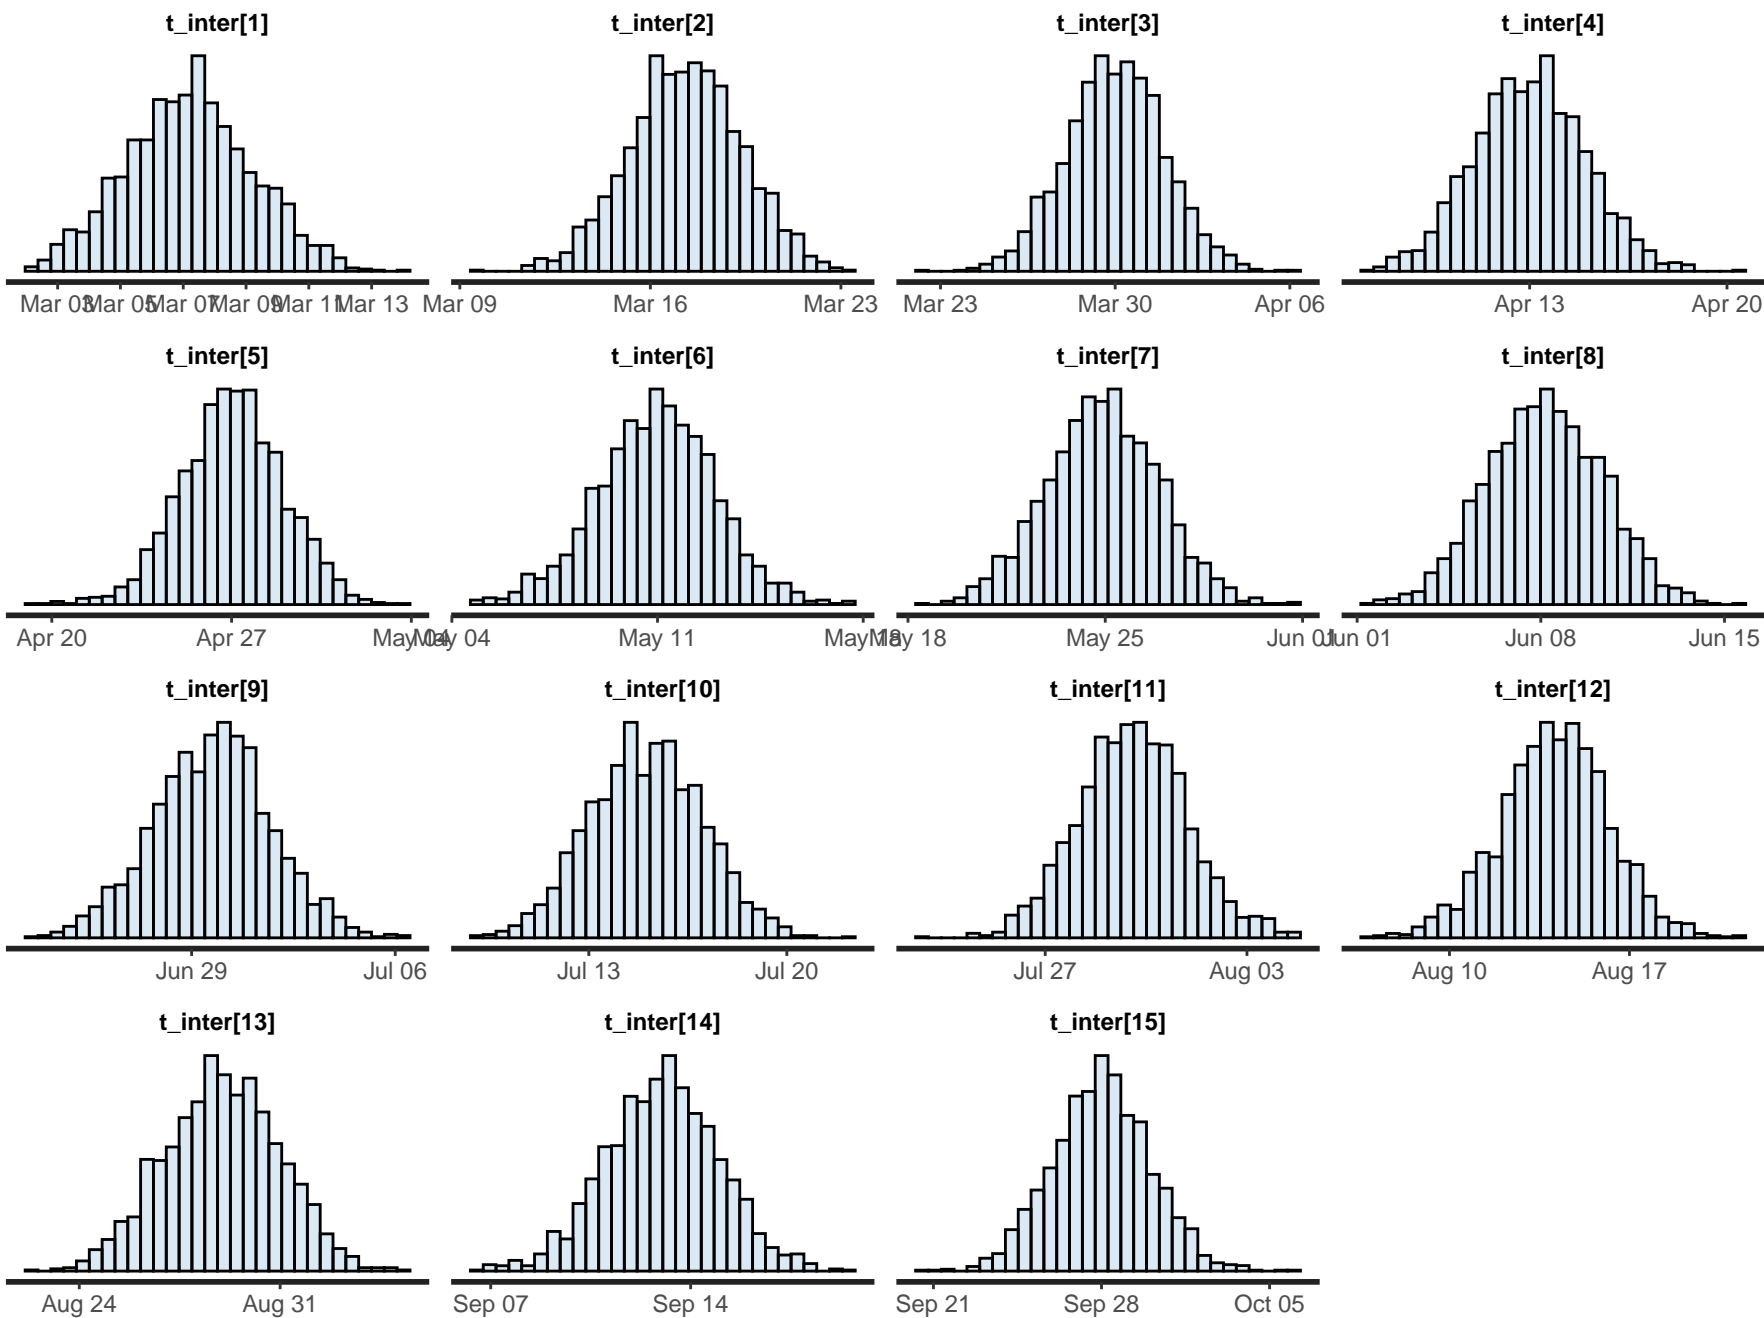 t_inter[1] t_inter[2] t_inter[3] t_inter[4]
Mar 03 Mar 05 Mar 07 Mar 09 Mar 11 Mar 13 Mar 09 Mar 16 Mar 23 Mar 23 Mar 30 Apr 06 Apr 13 Apr 20
t_inter[5] t_inter[6] t_inter[7] t_inter[8]
Apr 20 Apr 27 May 04 May 04 May 11 May 18 May 18 May 25 Jun 01 Jun 01 Jun 08 Jun 15
t_inter[9] t_inter[10] t_inter[11] t_inter[12]
Jun 29 Jul 06 Jul 13 Jul 20 Jul 27 Aug 03 Aug 10 Aug 17
t_inter[13] t_inter[14] t_inter[15]
Aug 24 Aug 31 Sep 07 Sep 14 Sep 21 Sep 28 Oct 05